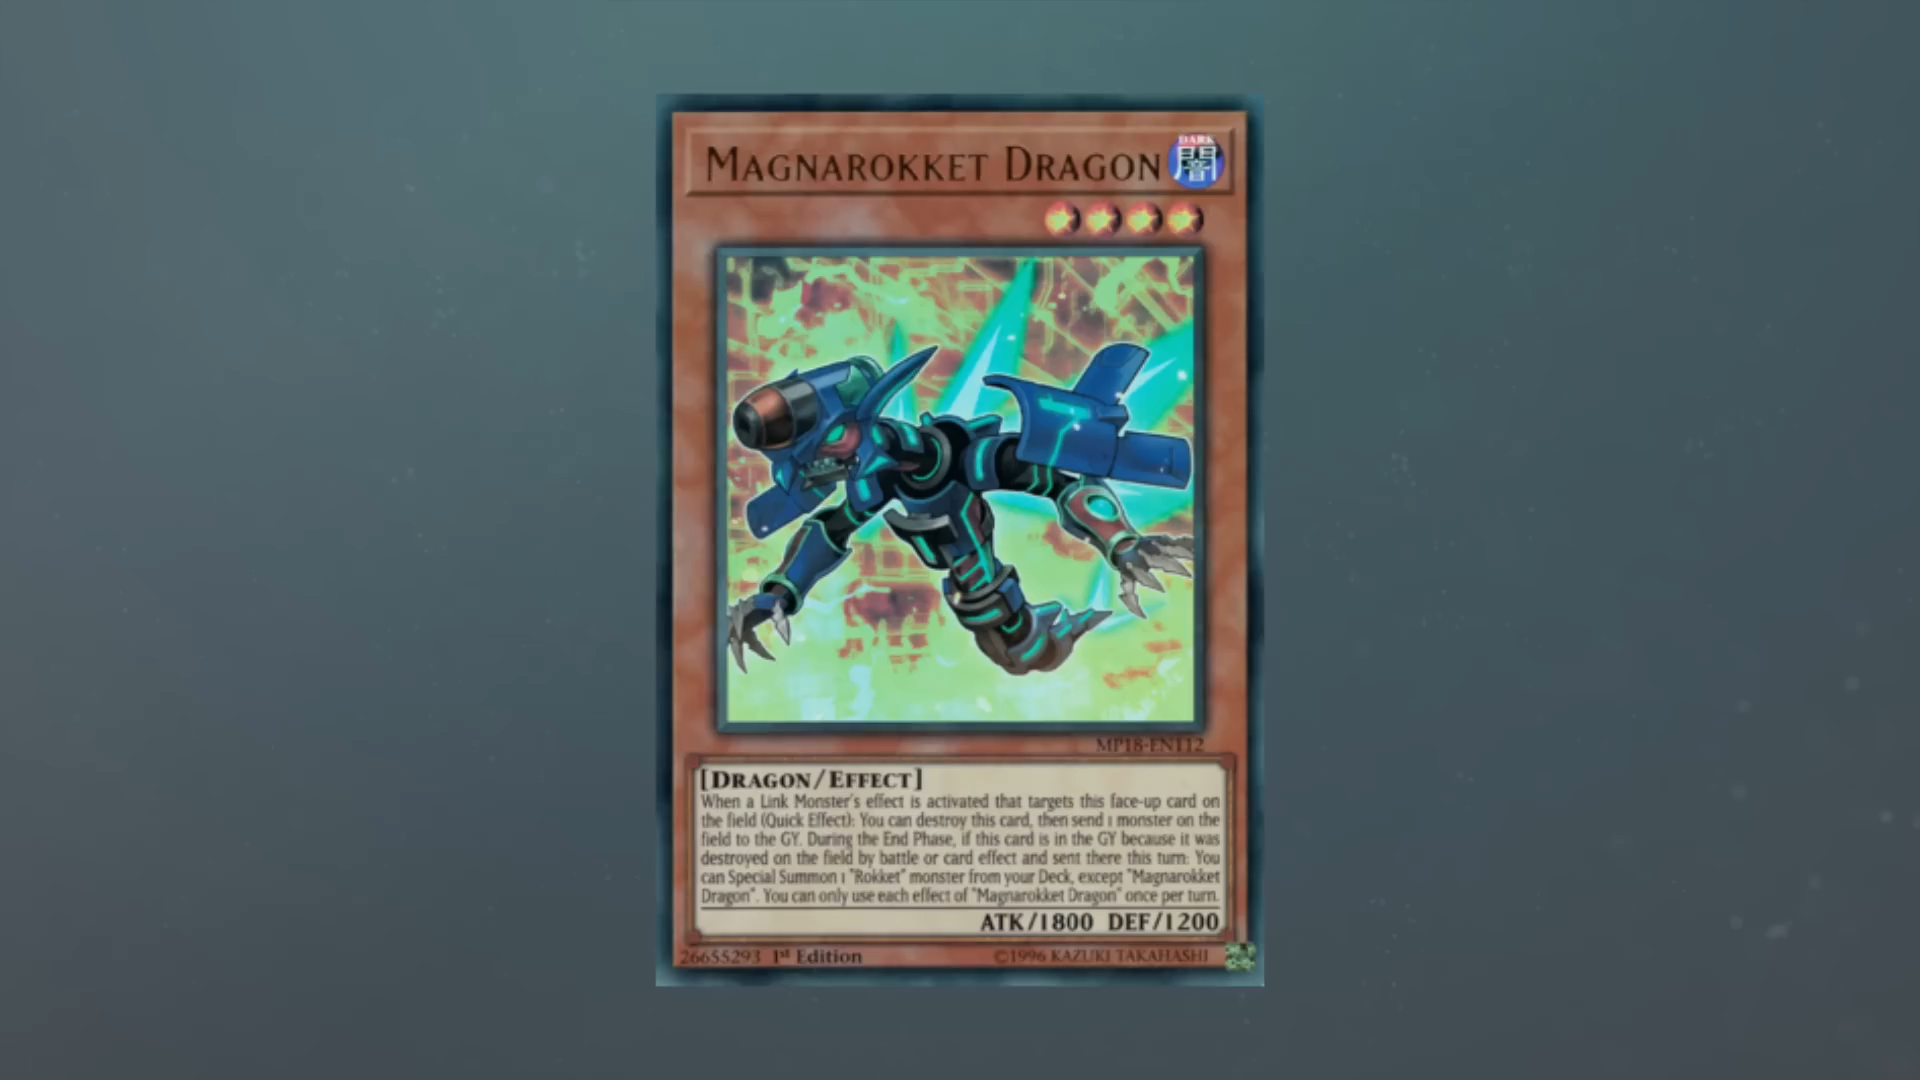 MAGNAROKKET DRAGON
DARK
闇
MP18-EN112
[DRAGON/EFFECT]
When a Link Monster's effect is activated that targets this face-up card on
the field (Quick Effect): You can destroy this card, then send 1 monster on the
field to the GY. During the End Phase, if this card is in the GY because it was
destroyed on the field by battle or card effect and sent there this turn: You
can Special Summon 1 "Rokket" monster from your Deck, except "Magnarokket
Dragon". You can only use each effect of "Magnarokket Dragon" once per turn.
ATK/1800 DEF/1200
26655293 1st Edition ©1996 KAZUKI TAKAHASHI